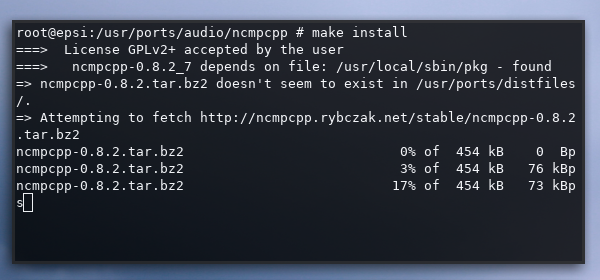 root@epsi:/usr/ports/audio/ncmpcpp # make install
===>  License GPLv2+ accepted by the user
===>   ncmpcpp-0.8.2_7 depends on file: /usr/local/sbin/pkg - found
=> ncmpcpp-0.8.2.tar.bz2 doesn't seem to exist in /usr/ports/distfiles
/.
=> Attempting to fetch http://ncmpcpp.rybczak.net/stable/ncmpcpp-0.8.2
.tar.bz2
ncmpcpp-0.8.2.tar.bz2                           0% of  454 kB    0  Bp
ncmpcpp-0.8.2.tar.bz2                           3% of  454 kB   76 kBp
ncmpcpp-0.8.2.tar.bz2                          17% of  454 kB   73 kBp
s